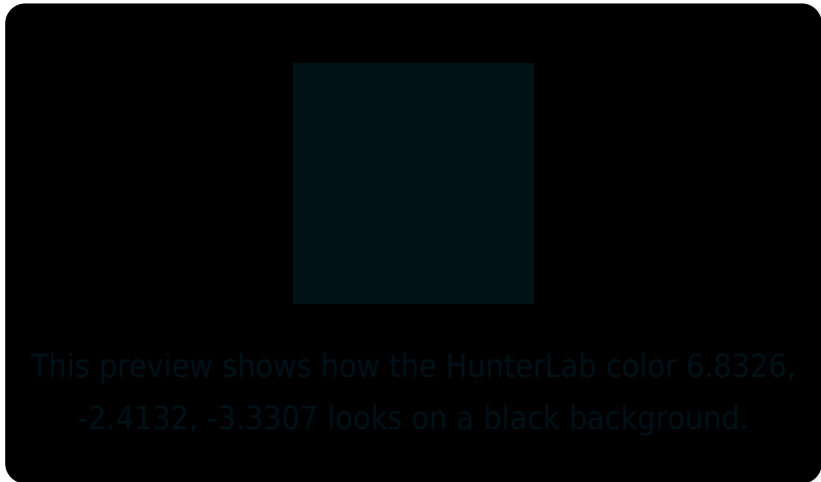 This preview shows how the HunterLab color 6.8326,
-2.4132, -3.3307 looks on a black background.